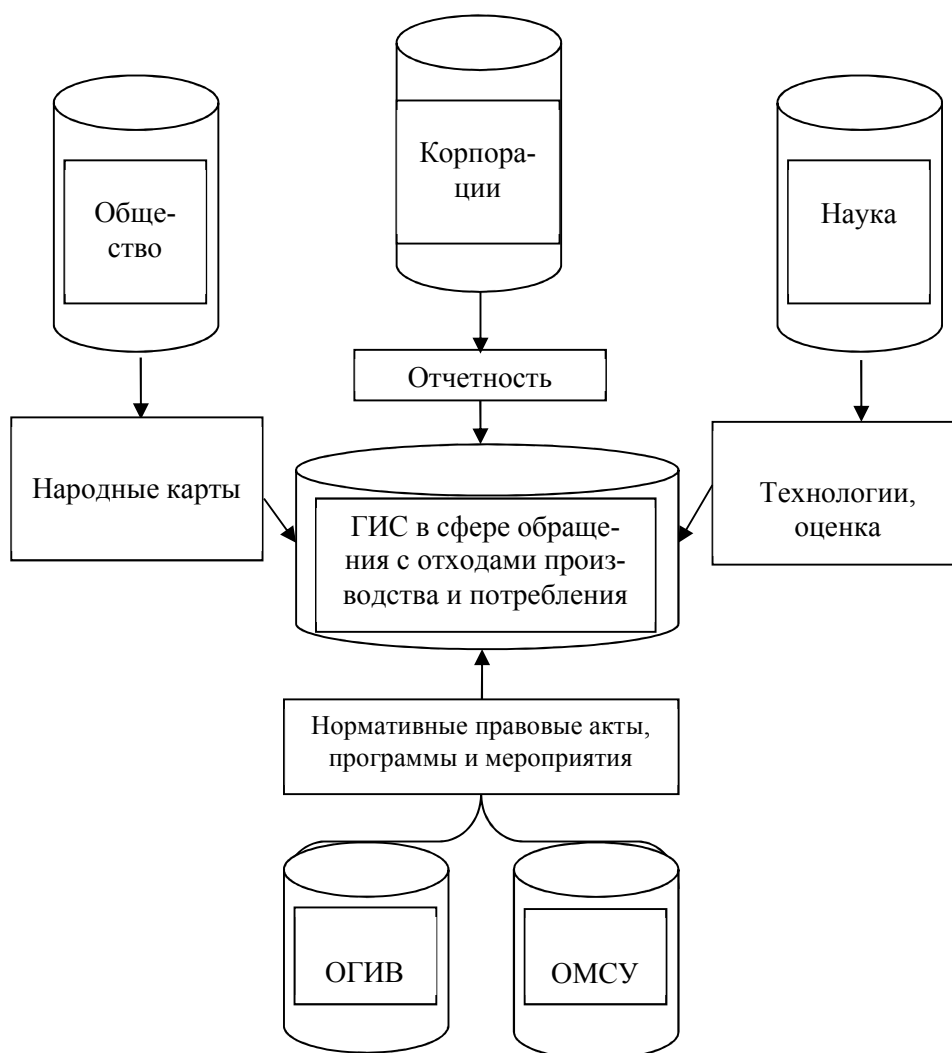 Корпора-
ции
Обще-
ство
Наука
Отчетность
Народные карты
Технологии,
оценка
ГИС в сфере обраще-
ния с отходами произ-
водства и потребления
Нормативные правовые акты,
программы и мероприятия
ОГИВ
ОМСУ